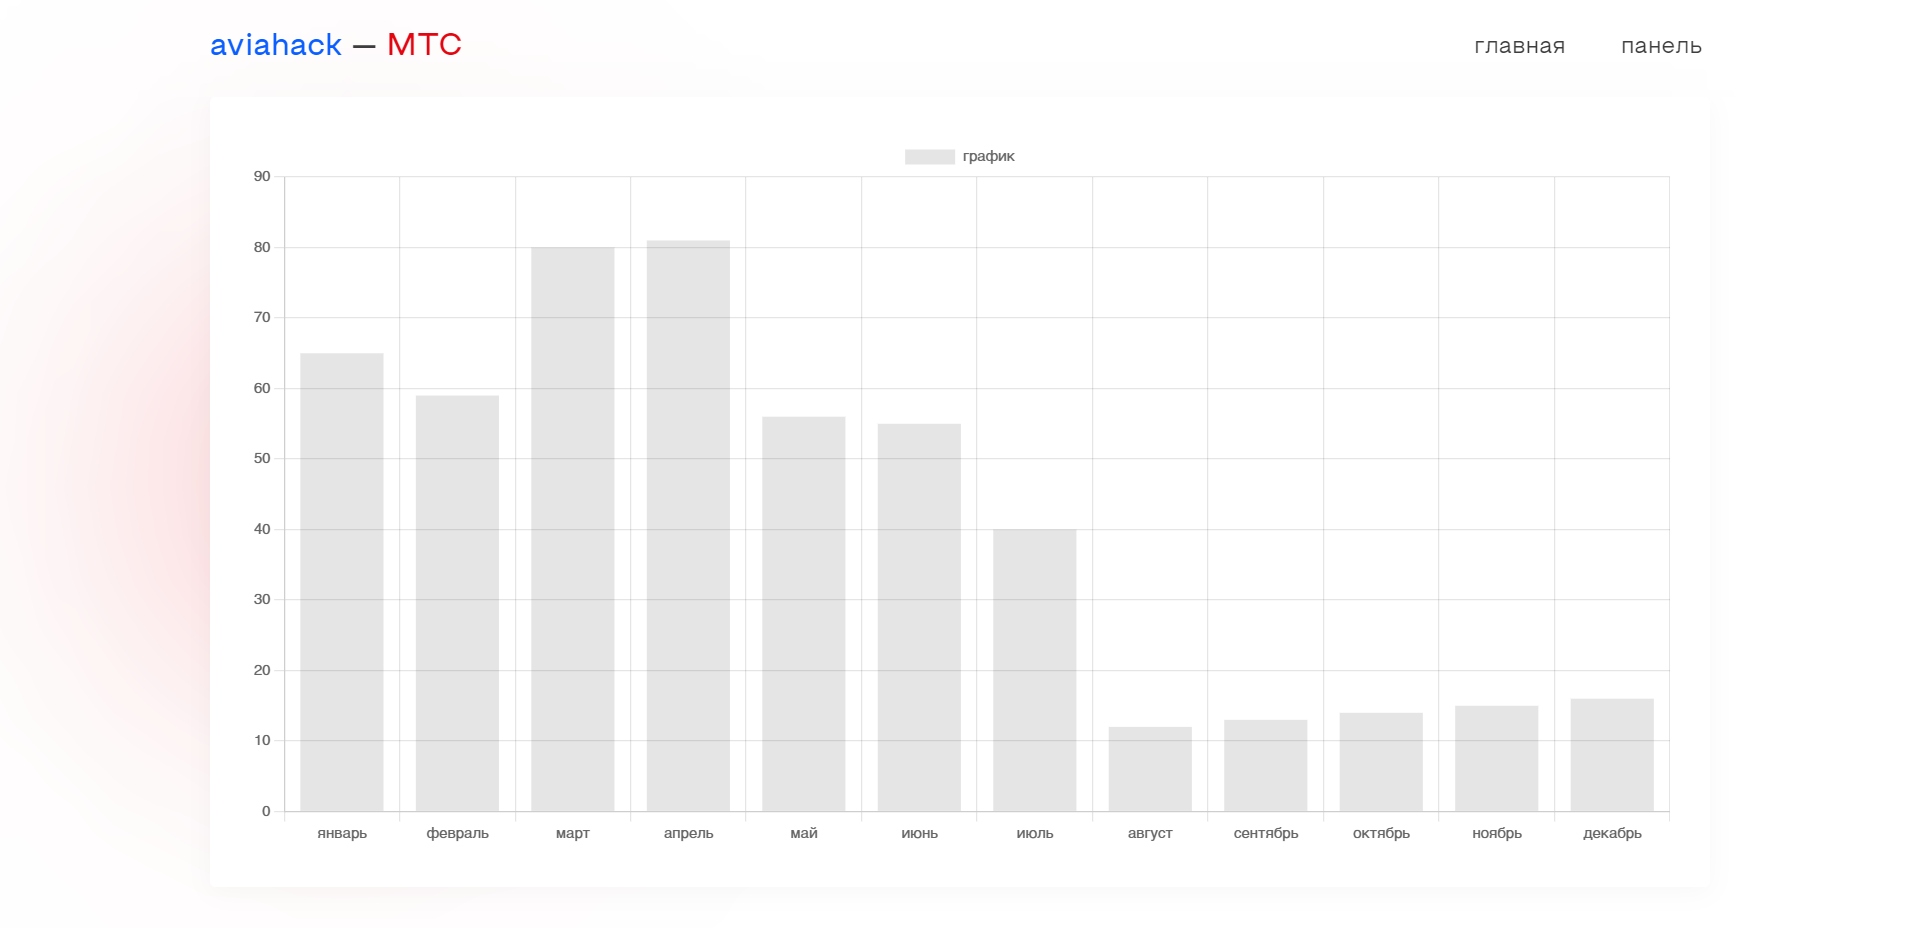 aviahack — МТС
главная панель
график
90
80
70
60
50
40
30
20
10
0
январь февраль март апрель май июнь июль август сентябрь октябрь ноябрь декабрь